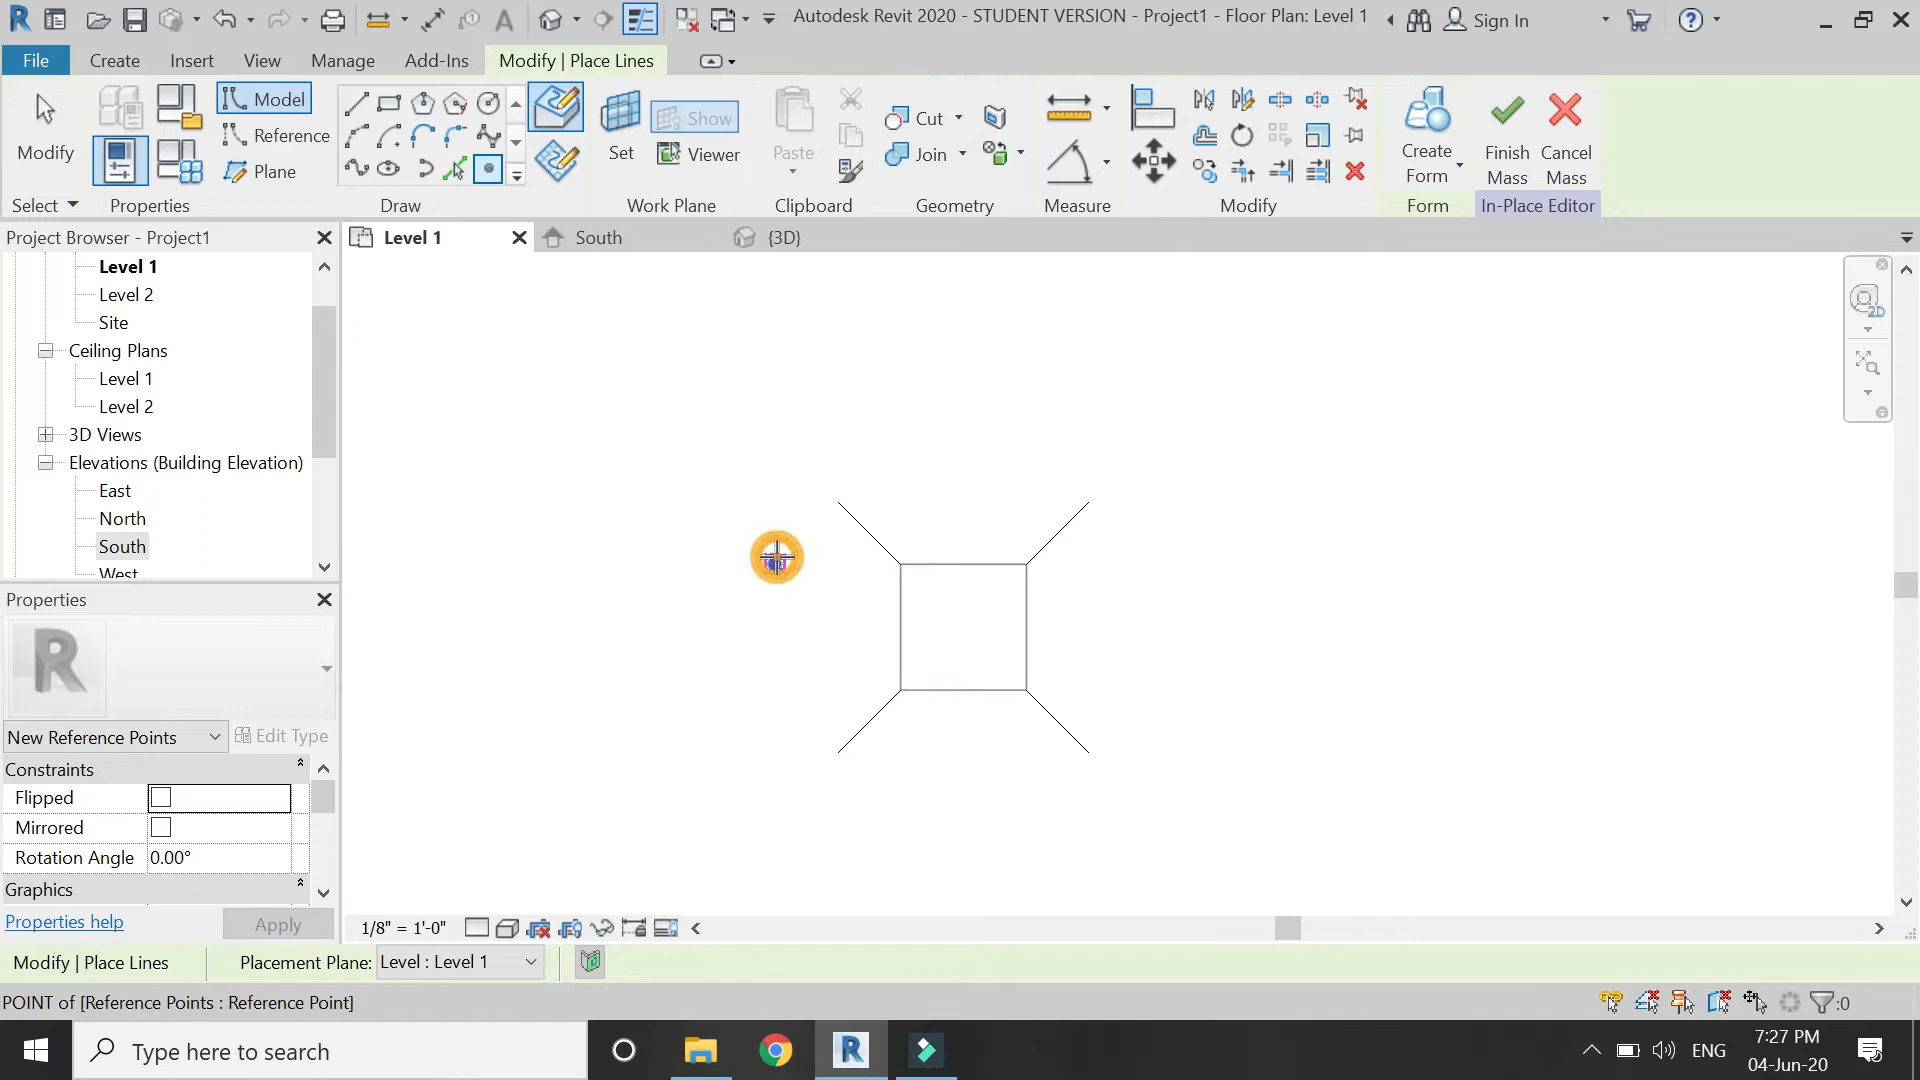 Autodesk Revit 2020 - STUDENT VERSION - Project1 - Floor Plan: Level 1
Sign In
File
Create
Insert
View
Manage
Add-Ins
Modify | Place Lines
Modify
Model
Reference
Plane
Set
Show
Viewer
Paste
Cut
Join
Create Form
Finish Mass
Cancel Mass
Select
Properties
Draw
Work Plane
Clipboard
Geometry
Measure
Modify
Form
In-Place Editor
Project Browser - Project1
Level 1
South
{3D}
Level 1
Level 2
Site
Ceiling Plans
Level 1
Level 2
3D Views
Elevations (Building Elevation)
East
North
South
West
2D
Properties
R
New Reference Points
Edit Type
Constraints
Flipped
Mirrored
Rotation Angle
0.00°
Graphics
Properties help
Apply
1/8" = 1'-0"
Modify | Place Lines
Placement Plane:
Level : Level 1
POINT of [Reference Points : Reference Point]
:0
Type here to search
ENG
7:27 PM
04-Jun-20